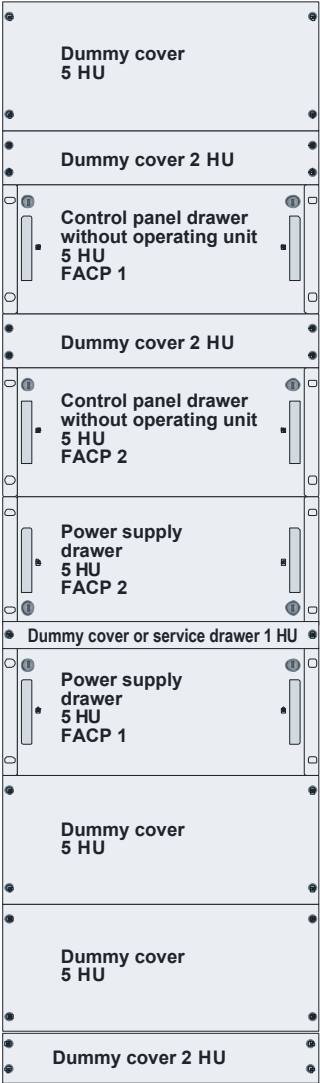 Dummy cover
5 HU
Dummy cover 2 HU
Control panel drawer
without operating unit
5 HU
FACP 1
Dummy cover 2 HU
Control panel drawer
without operating unit
5 HU
FACP 2
Power supply
drawer
5 HU
FACP 2
Dummy cover or service drawer 1 HU
Power supply
drawer
5 HU
FACP 1
Dummy cover
5 HU
Dummy cover
5 HU
Dummy cover 2 HU